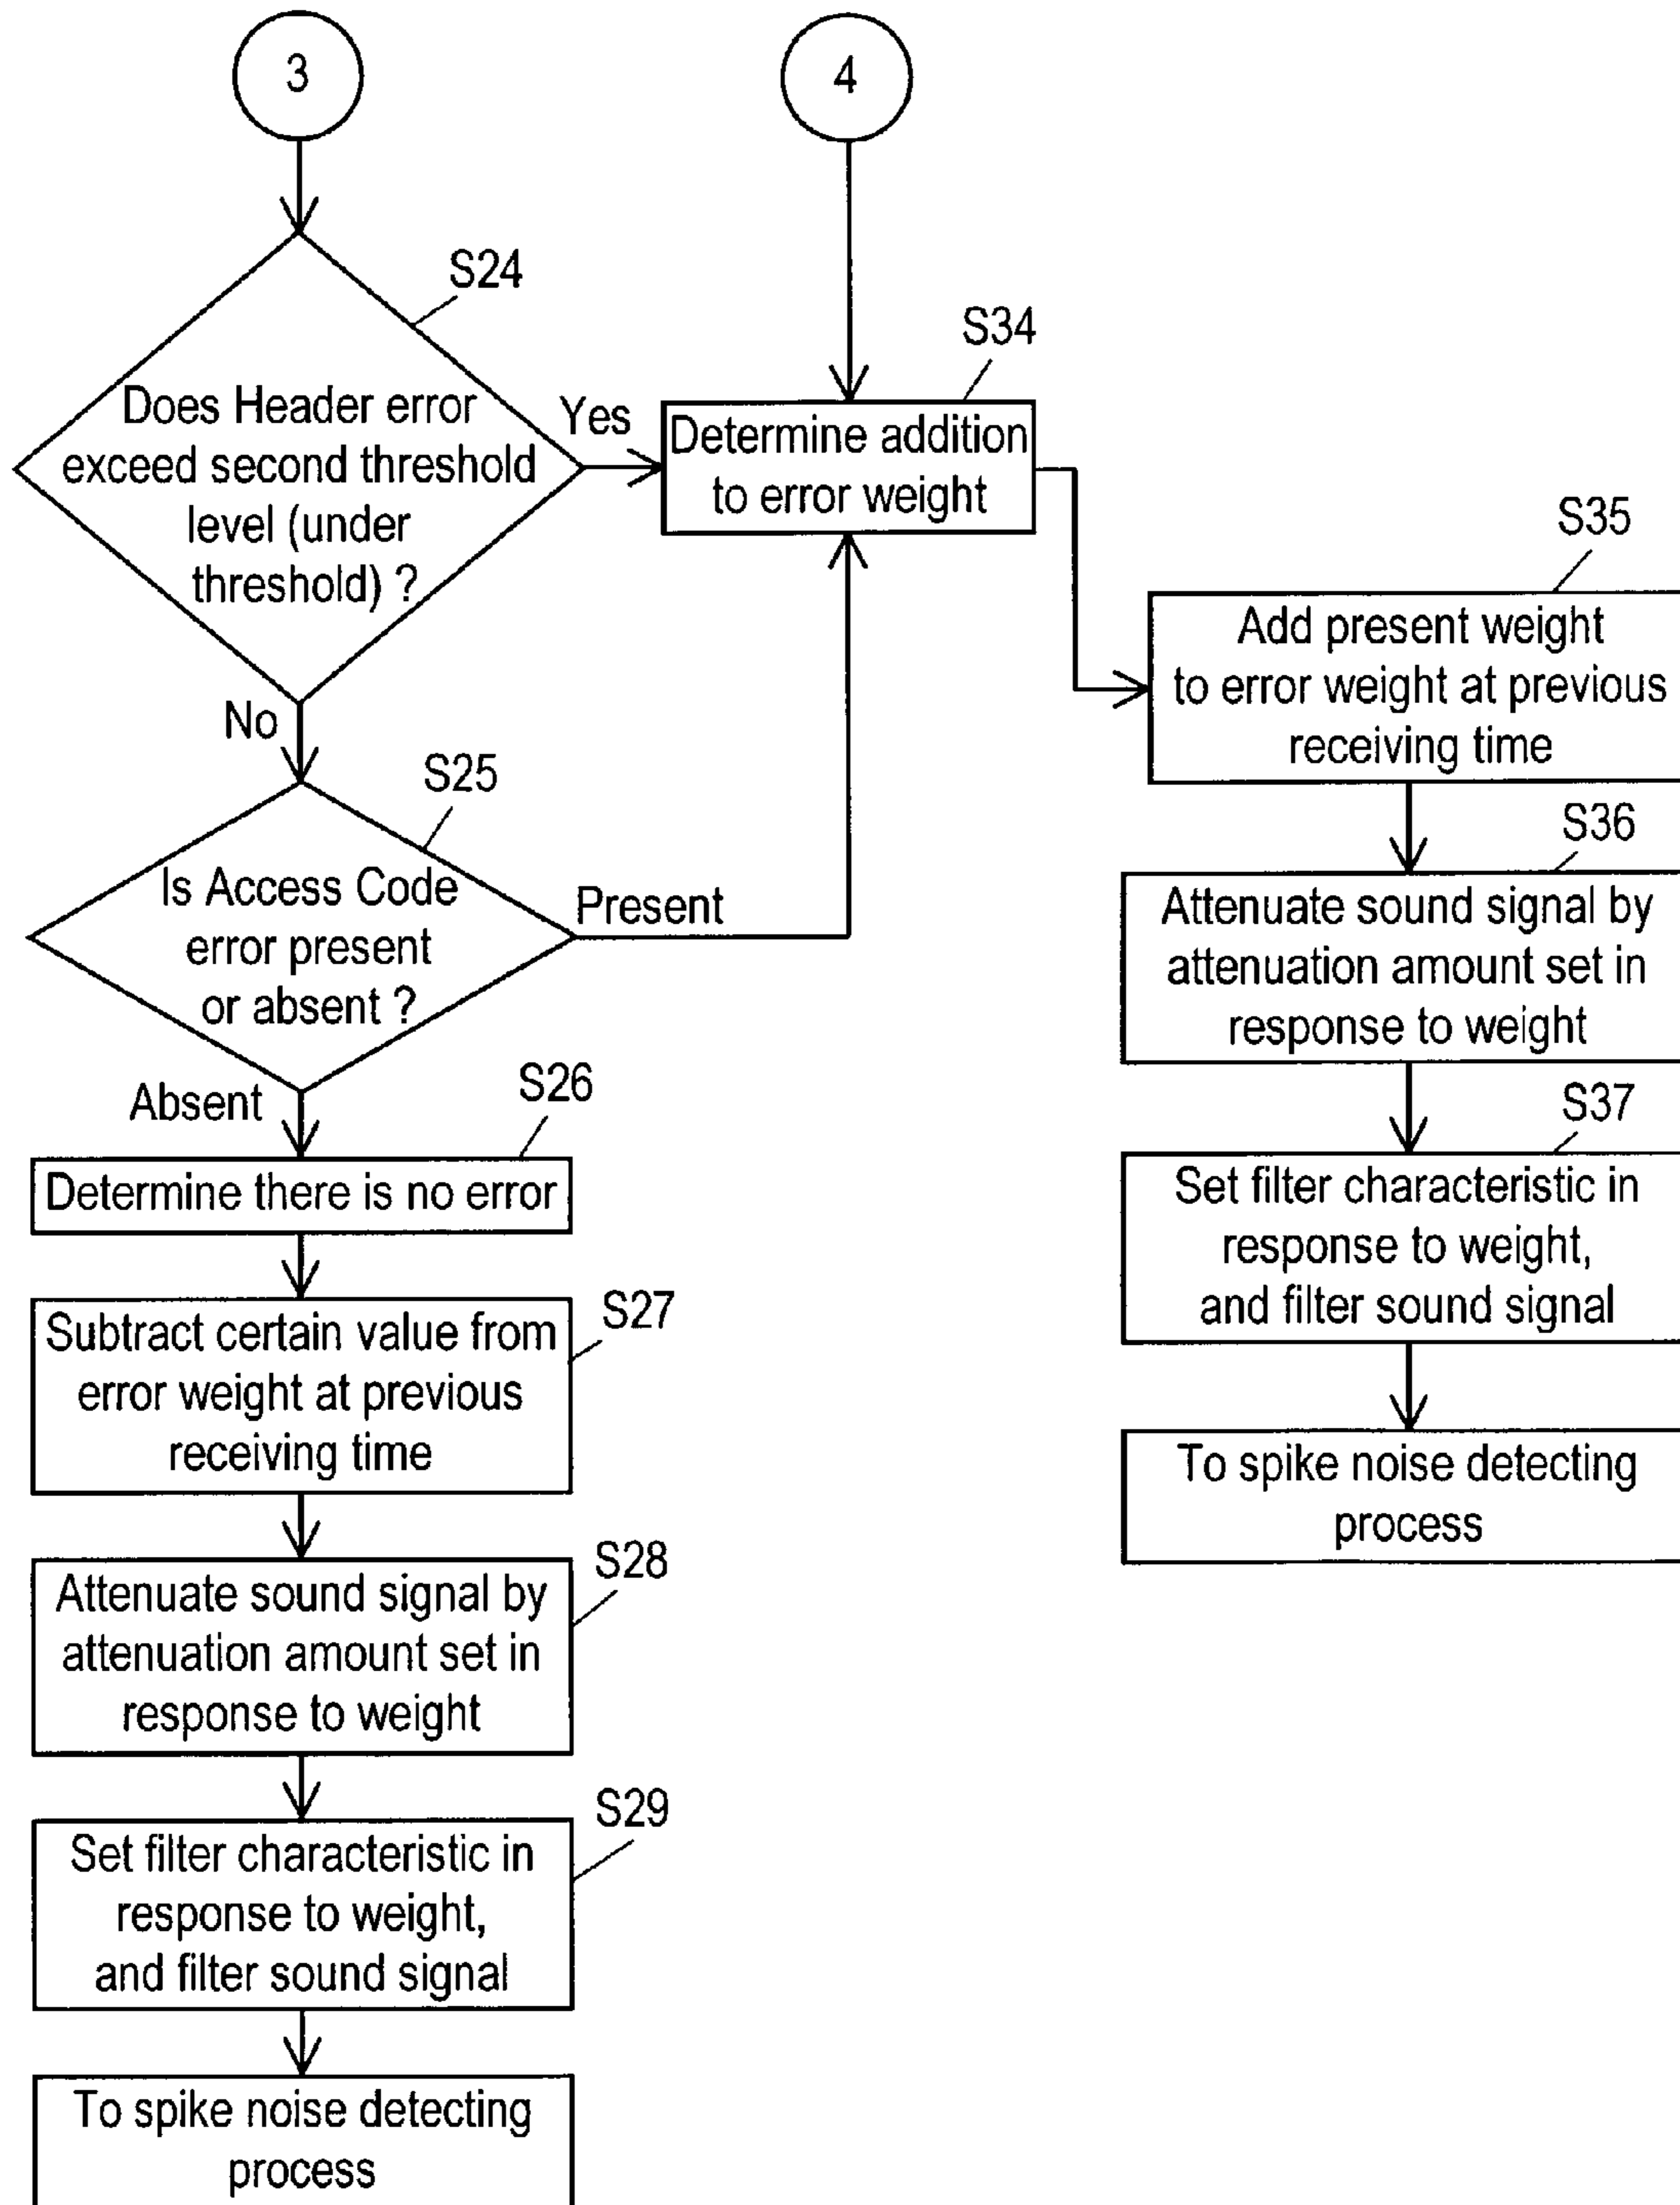 3
4
S24
Does Header error
exceed second threshold
level (under
threshold) ?
Yes
No
S34
Determine addition
to error weight
S25
Is Access Code
error present
or absent ?
Present
Absent
S35
Add present weight
to error weight at previous
receiving time
S36
Attenuate sound signal by
attenuation amount set in
response to weight
S37
Set filter characteristic in
response to weight,
and filter sound signal
To spike noise detecting
process
S26
Determine there is no error
S27
Subtract certain value from
error weight at previous
receiving time
S28
Attenuate sound signal by
attenuation amount set in
response to weight
S29
Set filter characteristic in
response to weight,
and filter sound signal
To spike noise detecting
process